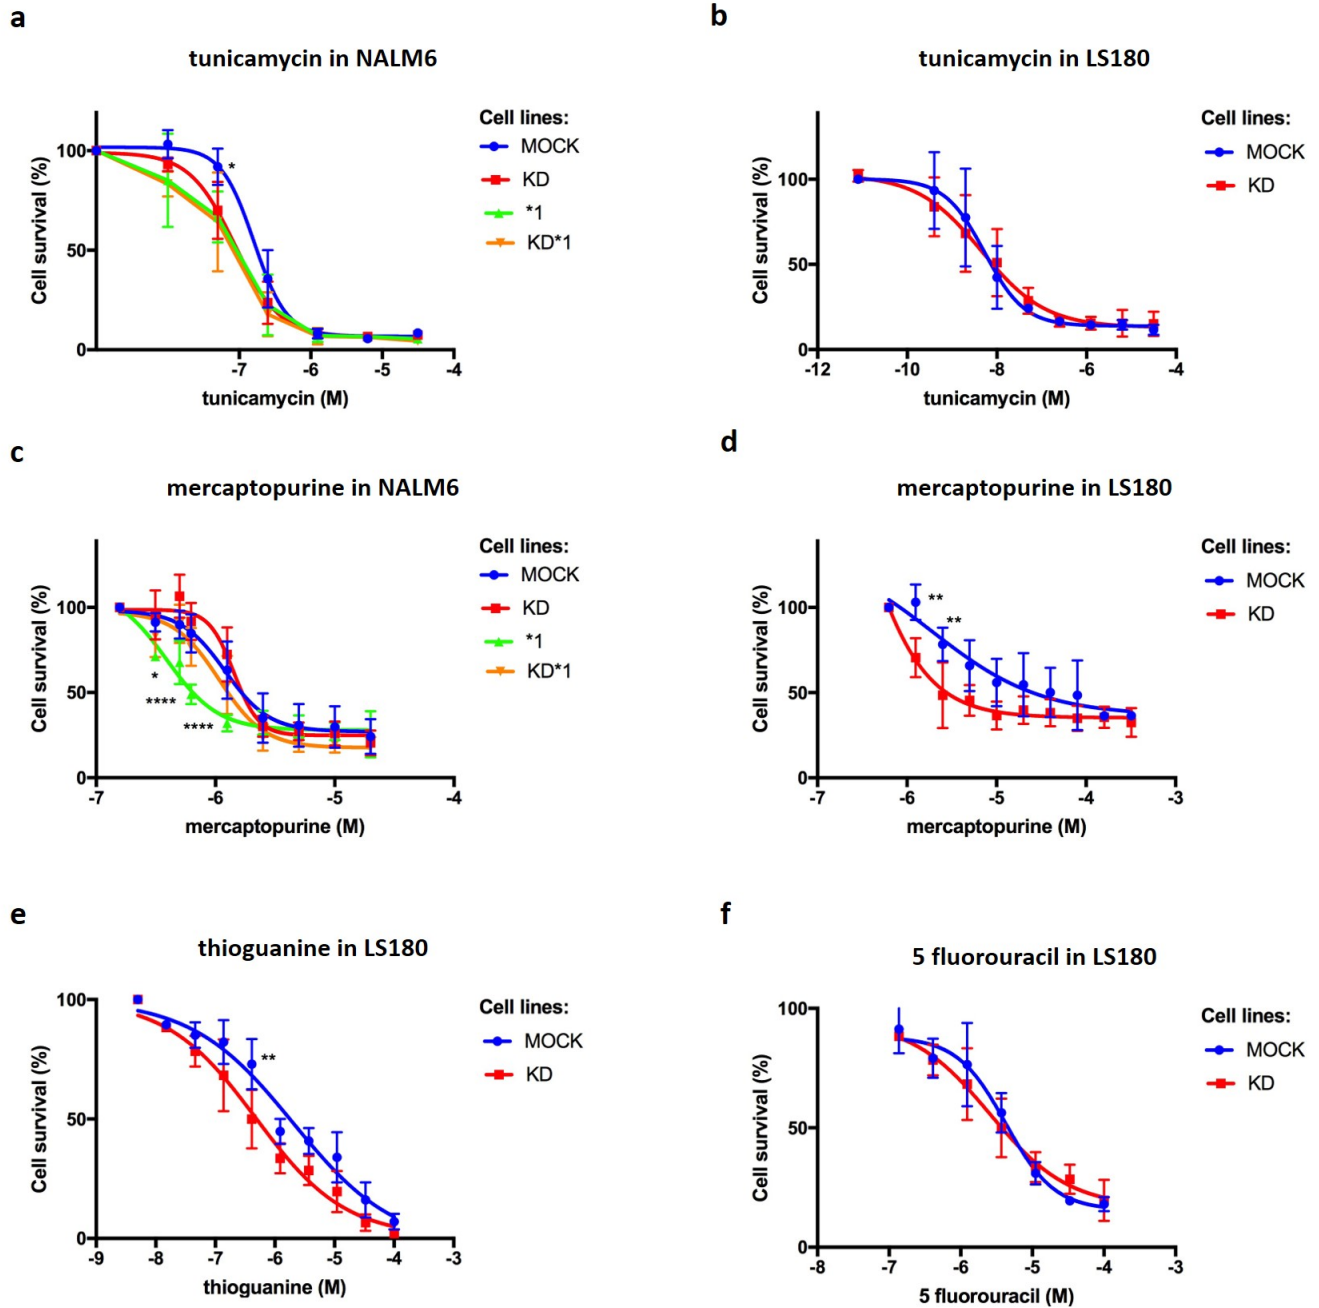 a
tunicamycin in NALM6
Cell survival (%)
100
50
0
*
-7
-6
-5
-4
tunicamycin (M)
Cell lines:
MOCK
KD
*1
KD*1
b
tunicamycin in LS180
Cell survival (%)
100
50
0
-12
-10
-8
-6
-4
tunicamycin (M)
Cell lines:
MOCK
KD
c
mercaptopurine in NALM6
Cell survival (%)
100
50
0
*
****
****
-7
-6
-5
-4
mercaptopurine (M)
Cell lines:
MOCK
KD
*1
KD*1
d
mercaptopurine in LS180
Cell survival (%)
100
50
0
**
**
-7
-6
-5
-4
-3
mercaptopurine (M)
Cell lines:
MOCK
KD
e
thioguanine in LS180
Cell survival (%)
100
50
0
**
-9
-8
-7
-6
-5
-4
-3
thioguanine (M)
Cell lines:
MOCK
KD
f
5 fluorouracil in LS180
Cell survival (%)
100
50
0
-8
-7
-6
-5
-4
-3
5 fluorouracil (M)
Cell lines:
MOCK
KD